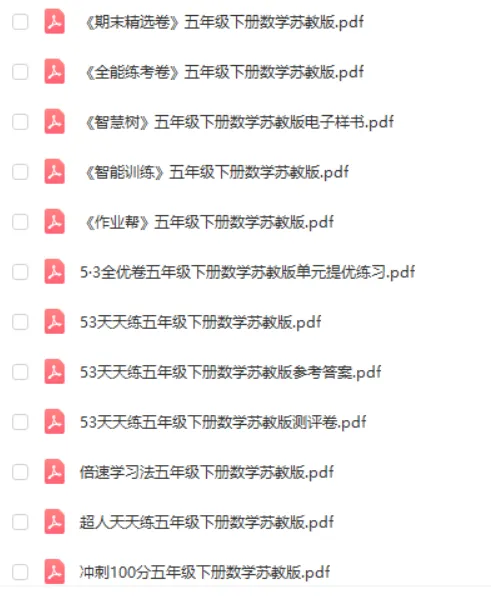 《期末精选卷》五年级下册数学苏教版.pdf
《全能练考卷》五年级下册数学苏教版.pdf
《智慧树》五年级下册数学苏教版电子样书.pdf
《智能训练》五年级下册数学苏教版.pdf
《作业帮》五年级下册数学苏教版.pdf
5·3全优卷五年级下册数学苏教版单元提优练习.pdf
53天天练五年级下册数学苏教版.pdf
53天天练五年级下册数学苏教版参考答案.pdf
53天天练五年级下册数学苏教版测评卷.pdf
倍速学习法五年级下册数学苏教版.pdf
超人天天练五年级下册数学苏教版.pdf
冲刺100分五年级下册数学苏教版.pdf